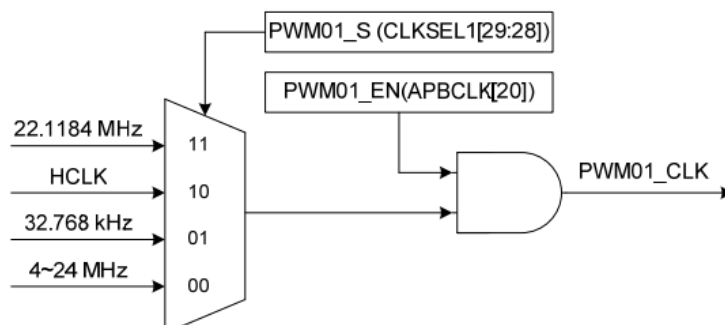 PWM01_S (CLKSEL1[29:28])
PWM01_EN(APBCLK[20])
22.1184 MHz
11
HCLK
10
32.768 kHz
01
4~24 MHz
00
PWM01_CLK